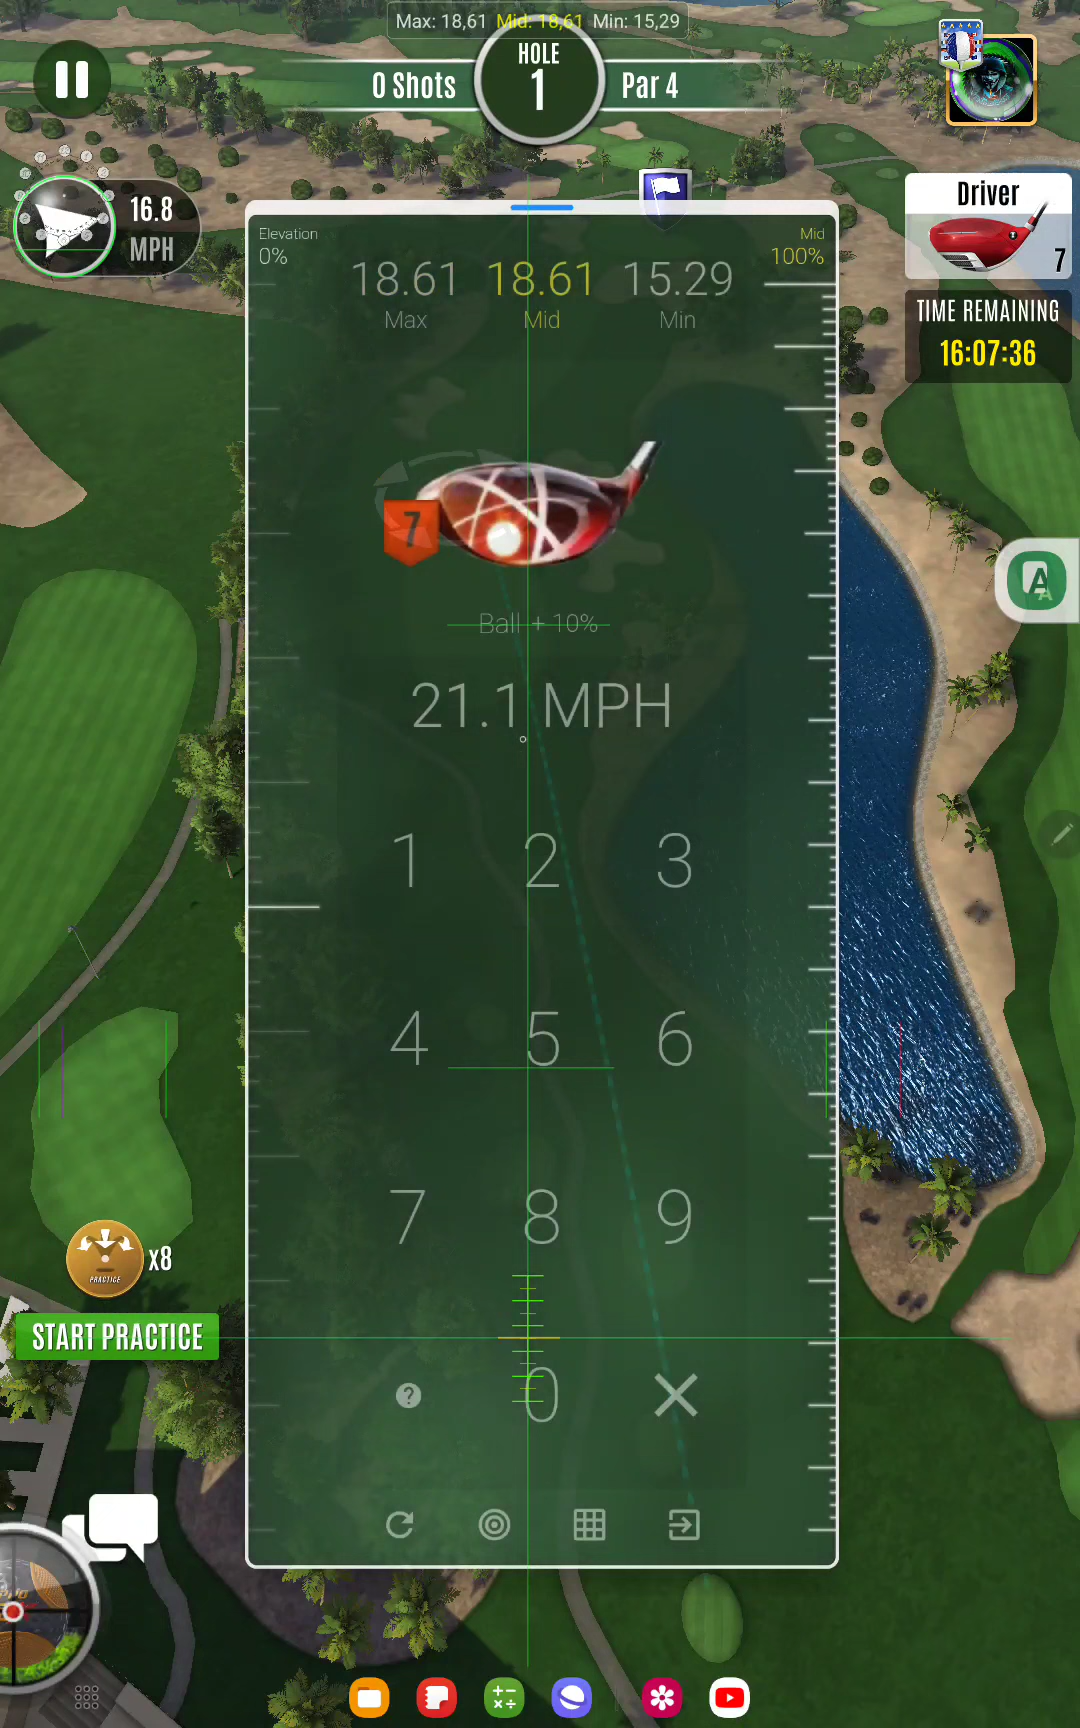 Max: 18,61 Mid: 18,61 Min: 15,29
HOLE
1
0 Shots
Par 4
16.8
MPH
Driver
7
TIME REMAINING
16:07:36
Elevation
0%
Mid
100%
18.61 18.61 15.29
Max Mid Min
7
Ball + 10%
21.1 MPH
1 2 3
4 5 6
7 8 9
?
0
PRACTICE
x8
START PRACTICE
A